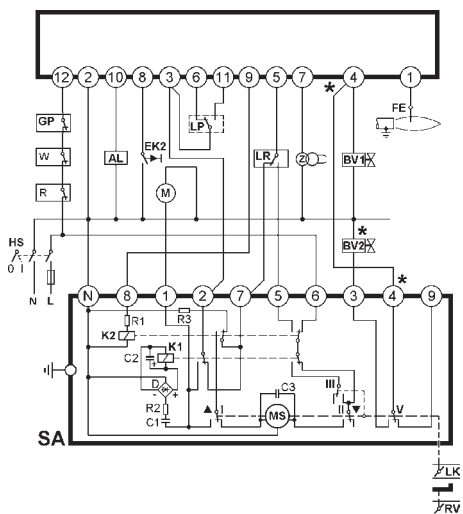 12 2 10 8 3 6 11 9 5 7 4 1
*
FE
GP
EK2
LP
W
AL
LR
Z
BV1
R
M
*
HS
BV2
0 I
N L
*
N 8 1 2 7 5 6 3 4 9
R1
R3
K2
K1
C2 +
III
D
- +
C3
R2
I
MS
II
V
C1
SA
LK
RV